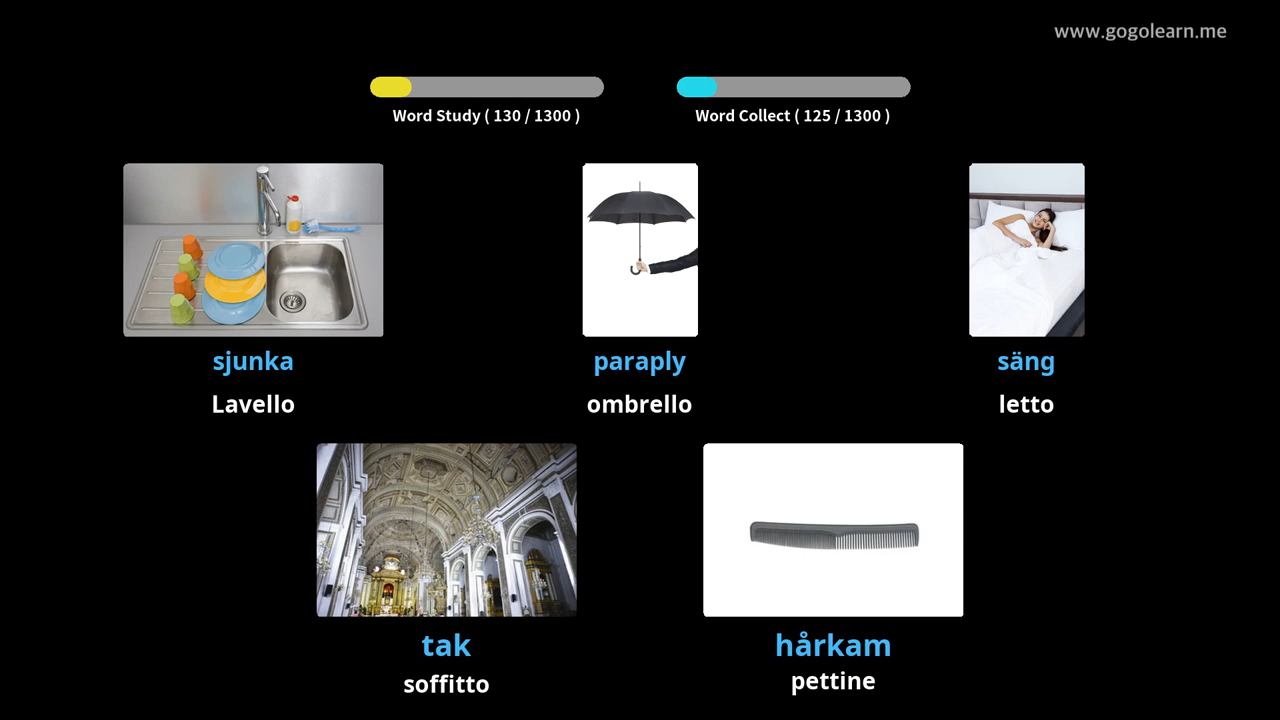 www.gogolearn.me
Word Study ( 130 / 1300 )
Word Collect ( 125 / 1300 )
sjunka
paraply
säng
Lavello
ombrello
letto
tak
hårkam
soffitto
pettine